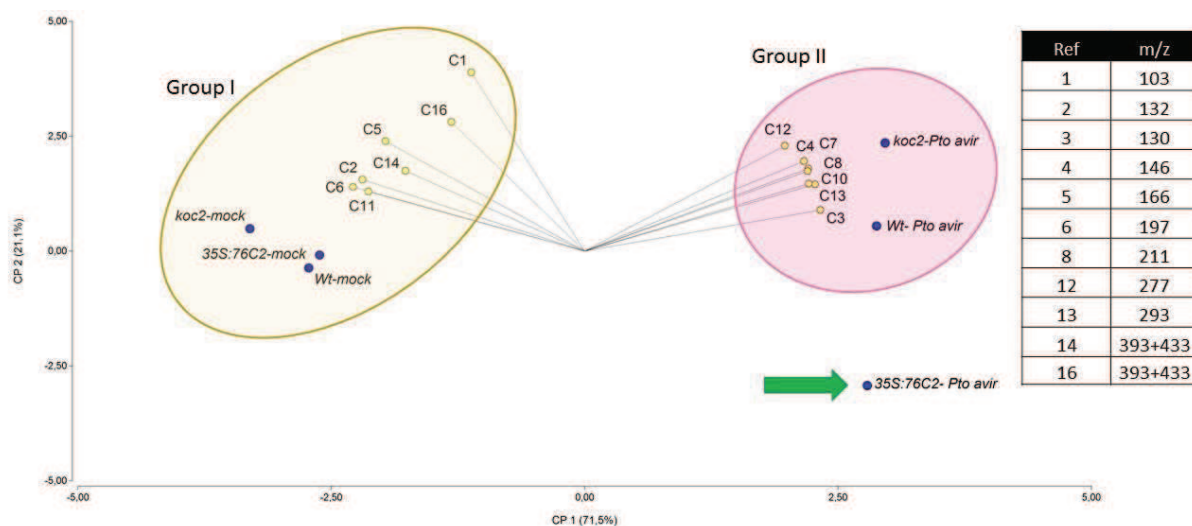 5,00
Group I
C1
C16
C5
C14
C2
C6
C11
koc2-mock
35S:76C2-mock
Wt-mock
Group II
C12
C4 C7
C8
C10
C13
C3
koc2-Pto avir
Wt- Pto avir
35S:76C2- Pto avir
2,50
0,00
-2,50
-5,00
CP 2 (21,1%)
-5,00 -2,50 0,00 2,50 5,00
CP 1 (71,5%)
Ref m/z
1 103
2 132
3 130
4 146
5 166
6 197
8 211
12 277
13 293
14 393+433
16 393+433